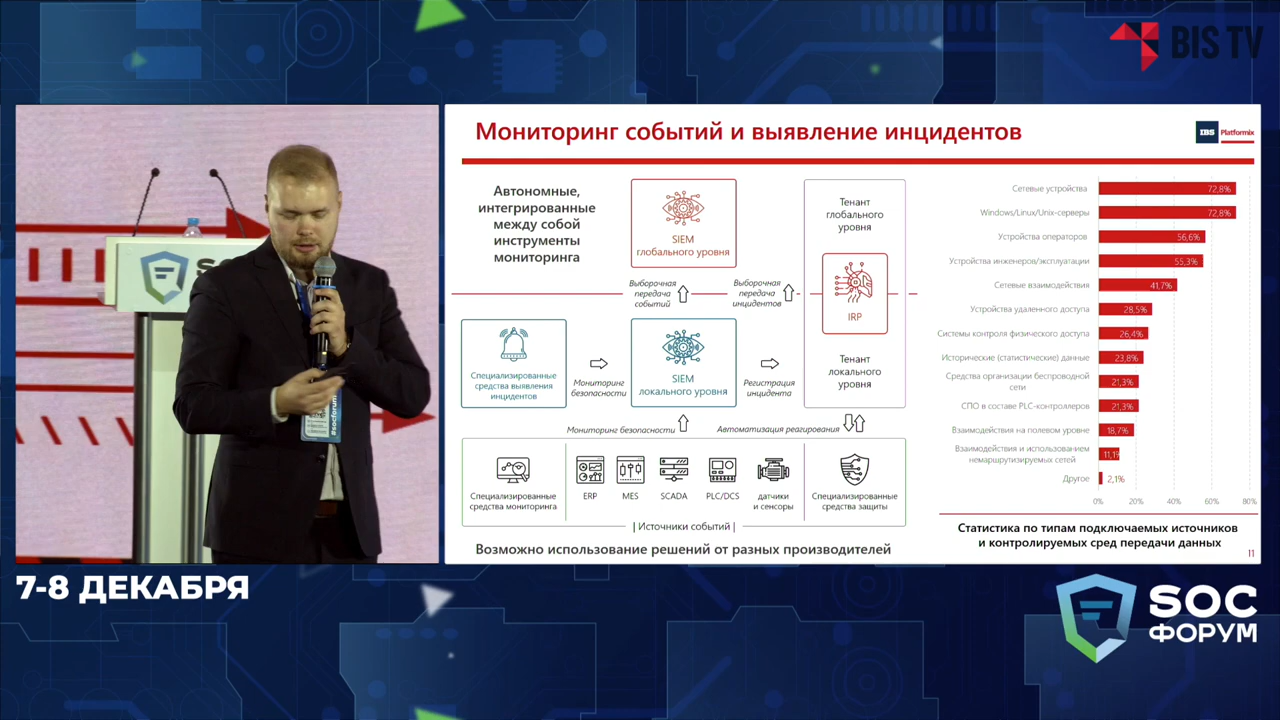 BIS TV
Мониторинг событий и выявление инцидентов
IBS Platformix
Автономные,
интегрированные
между собой
инструменты
мониторинга
SIEM
глобального уровня
Тенант
глобального
уровня
Выборочная
передача
событий
Выборочная
передача
инцидентов
IRP
Специализированные
средства выявления
инцидентов
Мониторинг
безопасности
SIEM
локального уровня
Регистрация
инцидента
Тенант
локального
уровня
Мониторинг безопасности
Автоматизация реагирования
Специализированные
средства мониторинга
ERP
MES
SCADA
PLC/DCS
датчики
и сенсоры
Специализированные
средства защиты
| Источники событий |
Возможно использование решений от разных производителей
Сетевые устройства 72,8%
Windows/Linux/Unix-серверы 72,8%
Устройства операторов 56,6%
Устройства инженеров/эксплуатации 55,3%
Сетевые взаимодействия 41,7%
Устройства удаленного доступа 28,5%
Системы контроля физического доступа 26,4%
Исторические (статистические) данные 23,8%
Средства организации беспроводной
сети 21,3%
СПО в составе PLC-контроллеров 21,3%
Взаимодействия на полевом уровне 18,7%
Взаимодействия и использованием
немаршрутизируемых сетей 11,1%
Другое 2,1%
0% 20% 40% 60% 80%
Статистика по типам подключаемых источников
и контролируемых сред передачи данных
11
#socforum
7-8 ДЕКАБРЯ
SOC
ФОРУМ